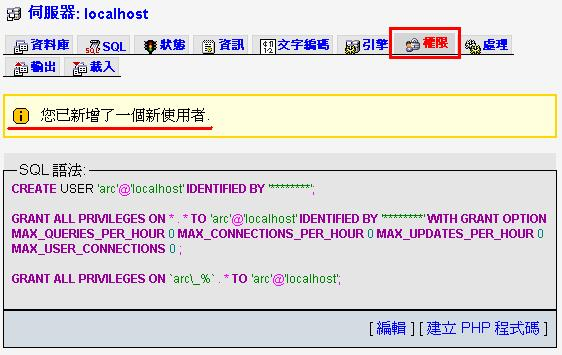 伺服器: localhost
資料庫 SQL 狀態 資訊 文字編碼 引擎 權限 處理
輸出 載入
您已新增了一個新使用者.
SQL 語法:
CREATE USER 'arc'@'localhost' IDENTIFIED BY '********';
GRANT ALL PRIVILEGES ON * . * TO 'arc'@'localhost' IDENTIFIED BY '********' WITH GRANT OPTION
MAX_QUERIES_PER_HOUR 0 MAX_CONNECTIONS_PER_HOUR 0 MAX_UPDATES_PER_HOUR 0
MAX_USER_CONNECTIONS 0 ;
GRANT ALL PRIVILEGES ON `arc\_%` . * TO 'arc'@'localhost';
[ 編輯 ] [ 建立 PHP 程式碼 ]